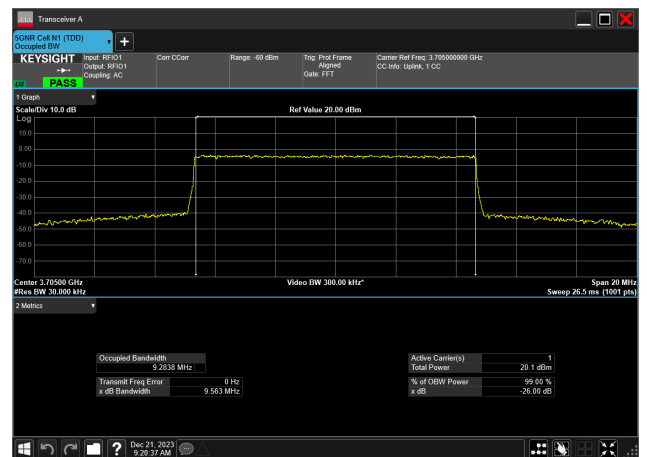 Transceiver A
5GNR Cell N1 (TDD)
Occupied BW
KEYSIGHT
PASS
Input: RFIO1
Output: RFIO1
Coupling: AC
Corr CCorr
Range: -60 dBm
Trig: Prot Frame
Aligned
Gate: FFT
Carrier Ref Freq: 3.705000000 GHz
CC Info: Uplink, 1 CC
1 Graph
Scale/Div 10.0 dB
Ref Value 20.00 dBm
Log
10.0
0.00
-10.0
-20.0
-30.0
-40.0
-50.0
-60.0
-70.0
Center 3.70500 GHz
Video BW 300.00 kHz*
Span 20 MHz
#Res BW 30.000 kHz
Sweep 26.5 ms (1001 pts)
2 Metrics
Occupied Bandwidth
9.2838 MHz
Transmit Freq Error 0 Hz
x dB Bandwidth 9.563 MHz
Active Carrier(s) 1
Total Power 20.1 dBm
% of OBW Power 99.00 %
x dB -26.00 dB
Dec 21, 2023
9:20:37 AM